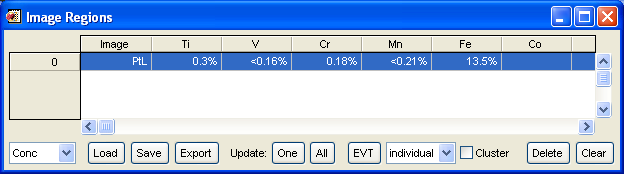 Image Regions
Image Ti V Cr Mn Fe Co
0 PtL 0.3% <0.16% 0.18% <0.21% 13.5%
Conc Load Save Export Update: One All EVT individual Cluster Delete Clear